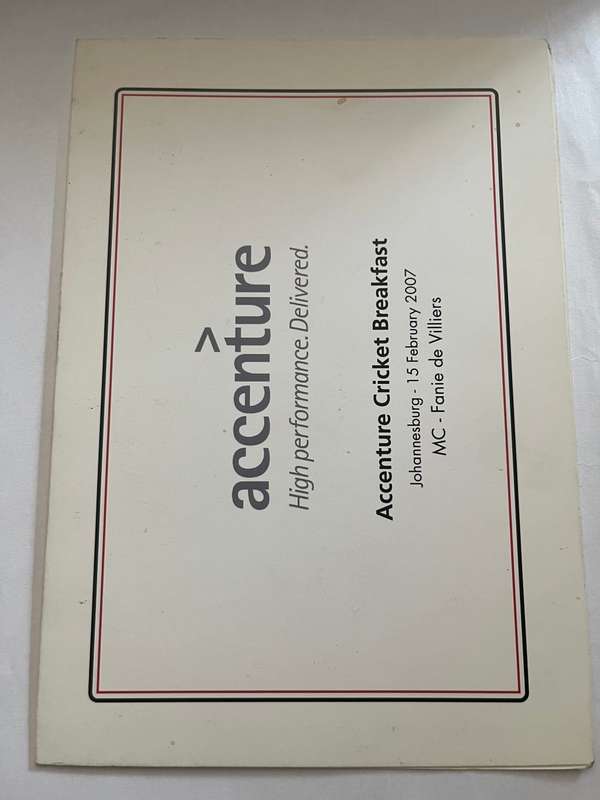 accenture
High performance. Delivered.
Accenture Cricket Breakfast
Johannesburg - 15 February 2007
MC - Fanie de Villiers